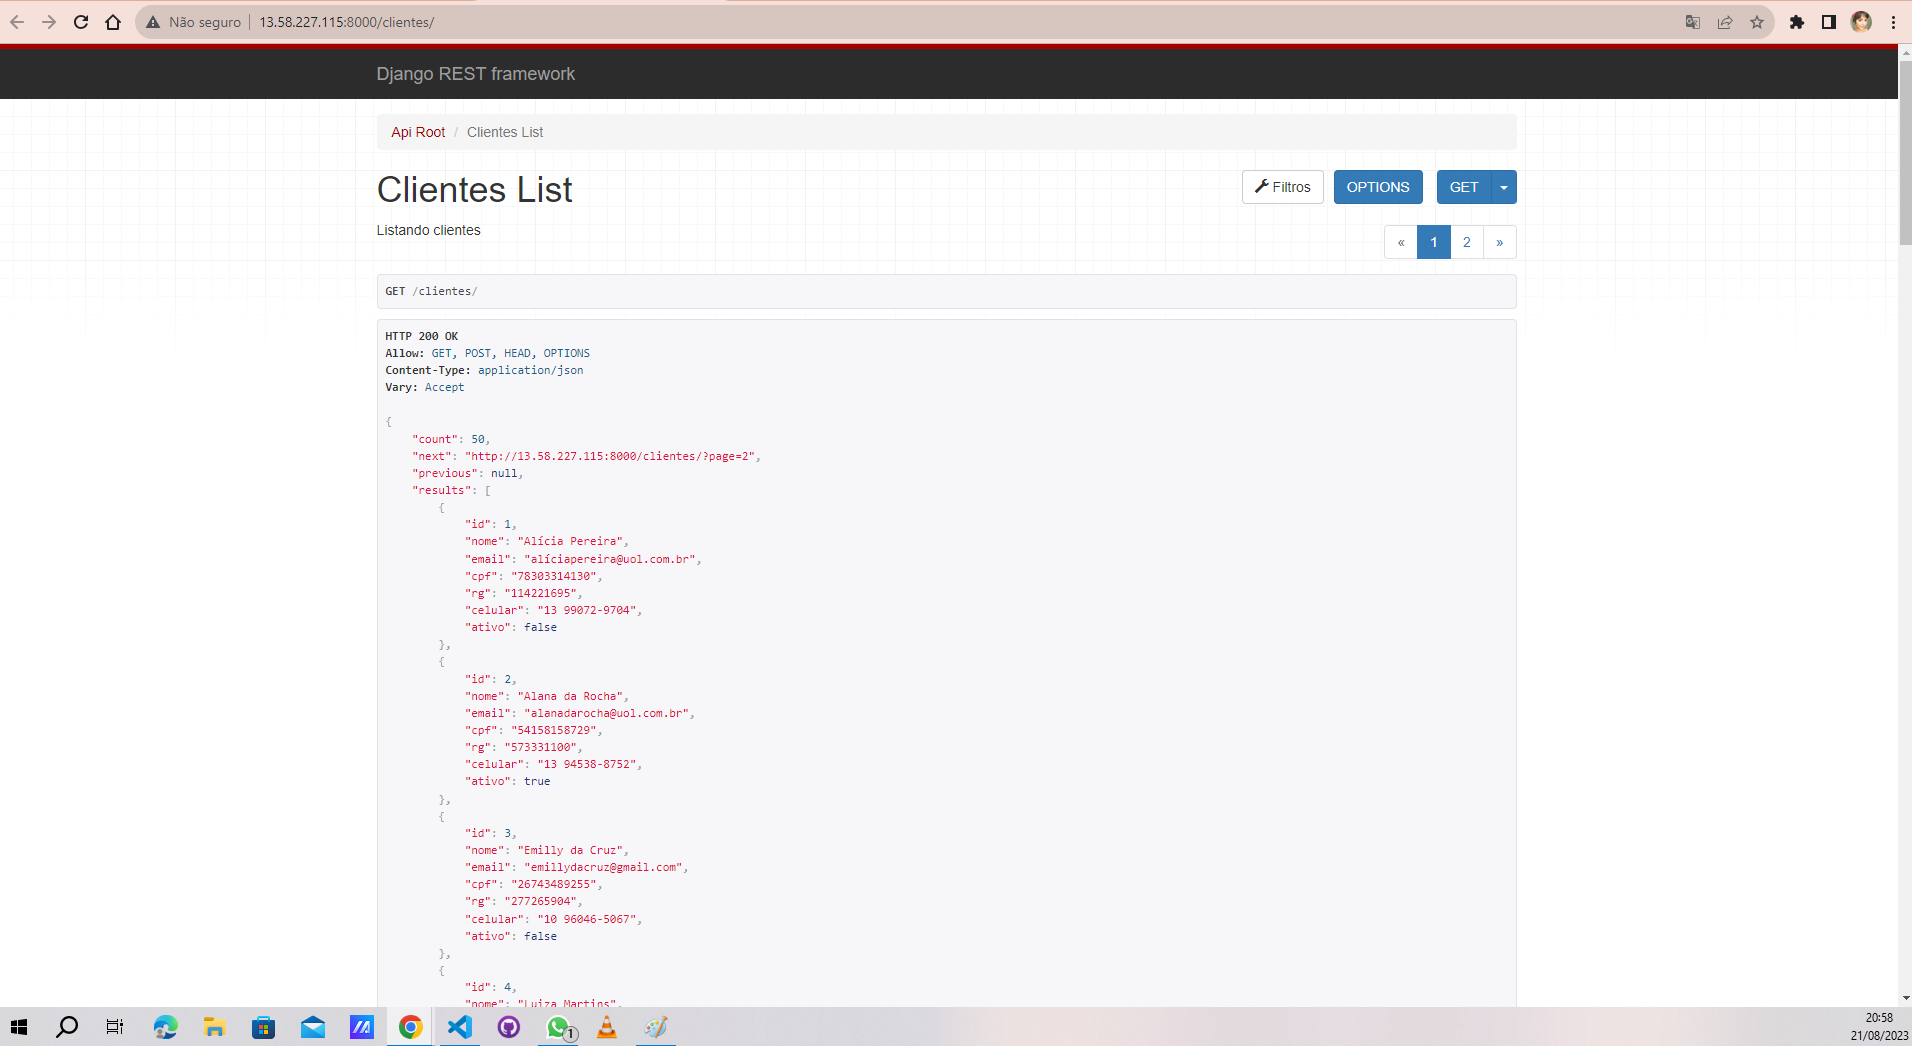 Não seguro
13.58.227.115:8000/clientes/
Django REST framework
Api Root / Clientes List
Clientes List
Filtros
OPTIONS
GET
Listando clientes
« 1 2 »
GET /clientes/
HTTP 200 OK
Allow: GET, POST, HEAD, OPTIONS
Content-Type: application/json
Vary: Accept
{
"count": 50,
"next": "http://13.58.227.115:8000/clientes/?page=2",
"previous": null,
"results": [
{
"id": 1,
"nome": "Alícia Pereira",
"email": "alíciapereira@uol.com.br",
"cpf": "78303314130",
"rg": "114221695",
"celular": "13 99072-9704",
"ativo": false
},
{
"id": 2,
"nome": "Alana da Rocha",
"email": "alanadarocha@uol.com.br",
"cpf": "54158158729",
"rg": "573331100",
"celular": "13 94538-8752",
"ativo": true
},
{
"id": 3,
"nome": "Emilly da Cruz",
"email": "emillydacruz@gmail.com",
"cpf": "26743489255",
"rg": "277265904",
"celular": "10 96046-5067",
"ativo": false
},
{
"id": 4,
"nome": "Luiza Martins",
1
20:58
21/08/2023